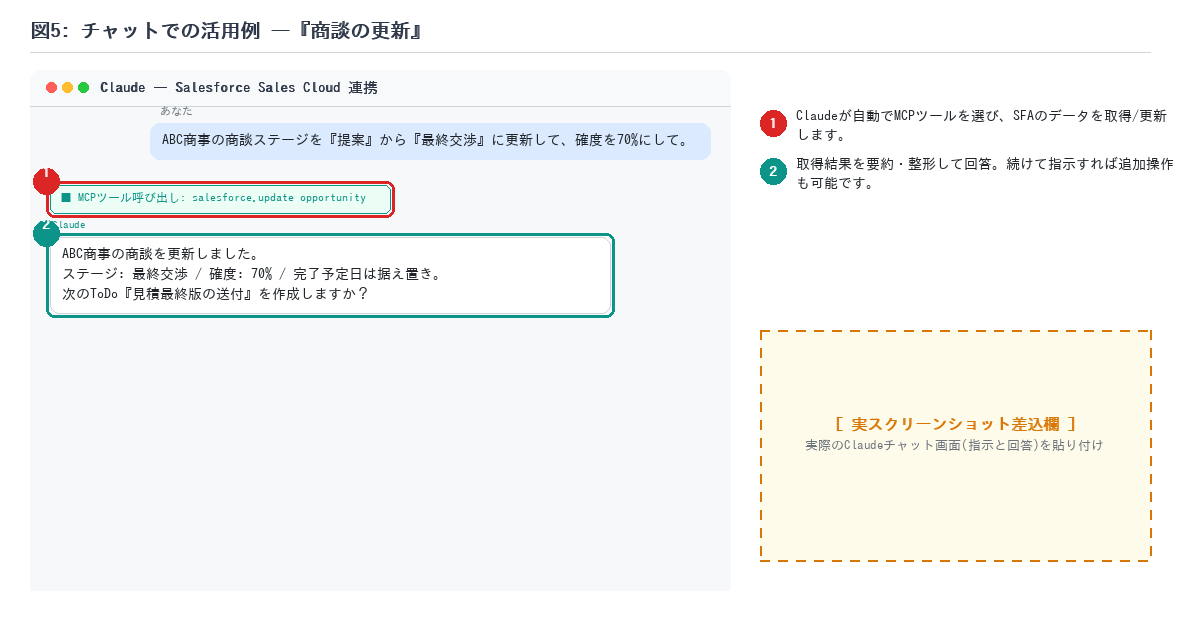 図5: チャットでの活用例 ―『商談の更新』
Claude ― Salesforce Sales Cloud 連携
あなた
ABC商事の商談ステージを『提案』から『最終交渉』に更新して、確度を70%にして。
1
■ MCPツール呼び出し: salesforce.update opportunity
2
Claude
ABC商事の商談を更新しました。
ステージ: 最終交渉 / 確度: 70% / 完了予定日は据え置き。
次のToDo『見積最終版の送付』を作成しますか？
1
Claudeが自動でMCPツールを選び、SFAのデータを取得/更新
します。
2
取得結果を要約・整形して回答。続けて指示すれば追加操作
も可能です。
[ 実スクリーンショット差込欄 ]
実際のClaudeチャット画面(指示と回答)を貼り付け